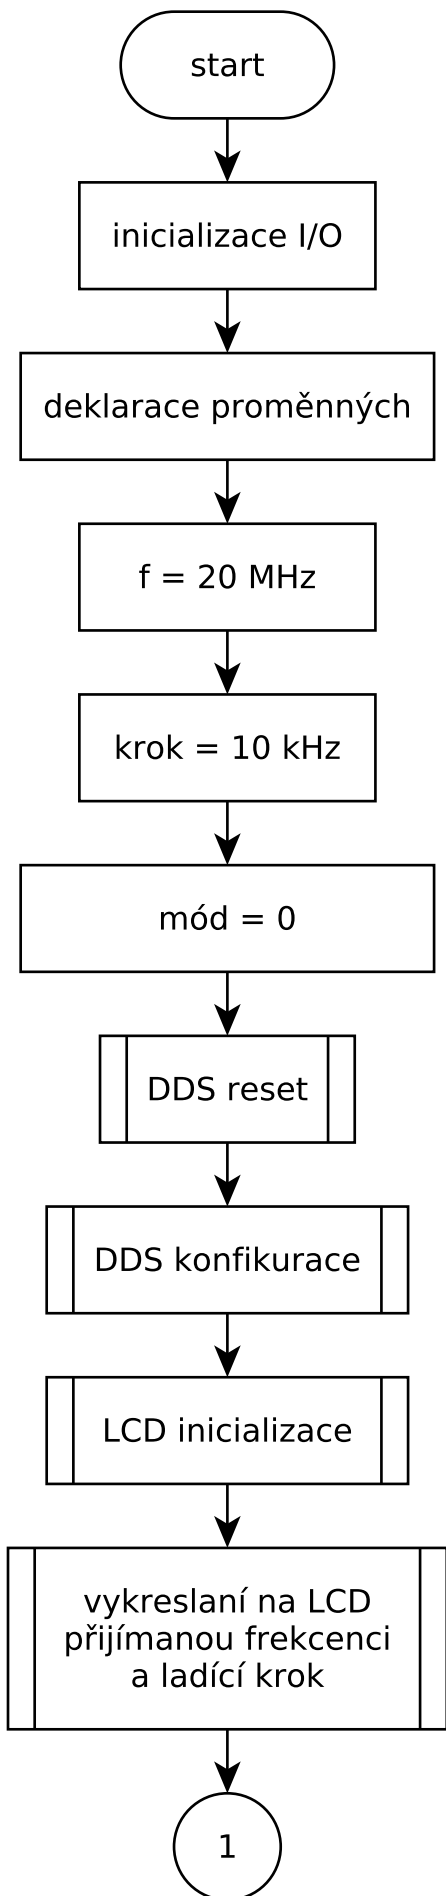 start
inicializace I/O
deklarace proměnných
f = 20 MHz
krok = 10 kHz
mód = 0
DDS reset
DDS konfikurace
LCD inicializace
vykreslaní na LCD
přijímanou frekcenci
a ladící krok
1